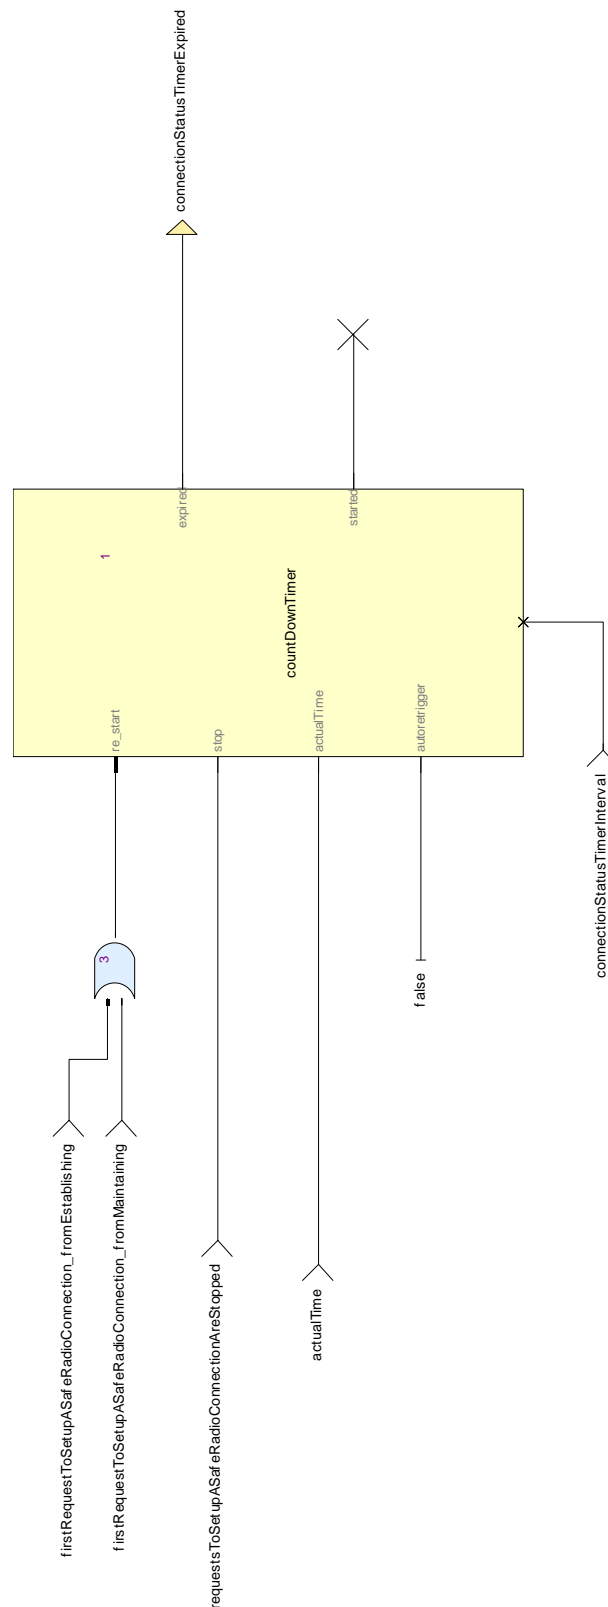 connectionStatusTimerExpired
expired
started
1
countDownTimer
re_start
stop
actualTime
autoretrigger
connectionStatusTimerInterval
3
false
firstRequestToSetupASafeRadioConnection_fromEstablishing
firstRequestToSetupASafeRadioConnection_fromMaintaining
requestsToSetupASafeRadioConnectionAreStopped
actualTime